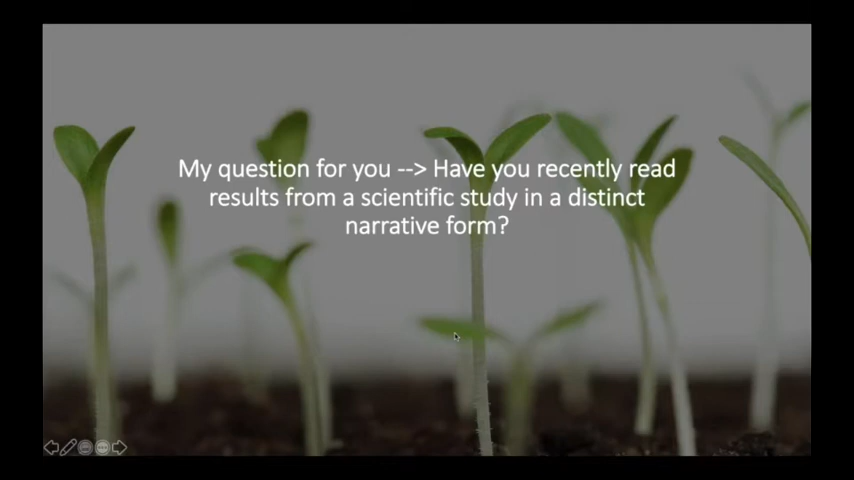 My question for you --> Have you recently read
results from a scientific study in a distinct
narrative form?